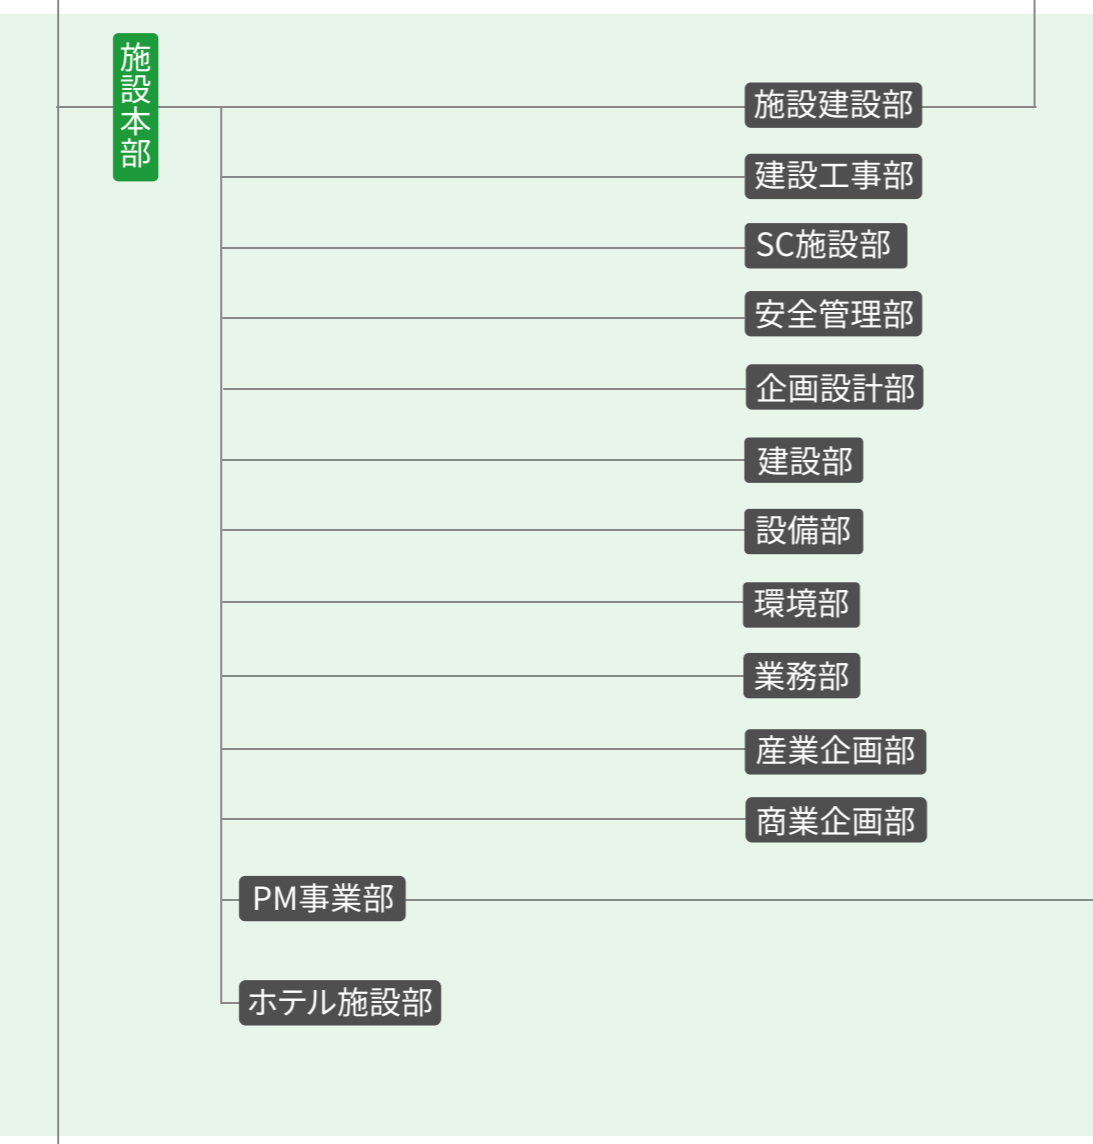 施設本部
施設建設部
建設工事部
SC施設部
安全管理部
企画設計部
建設部
設備部
環境部
業務部
産業企画部
商業企画部
PM事業部
ホテル施設部